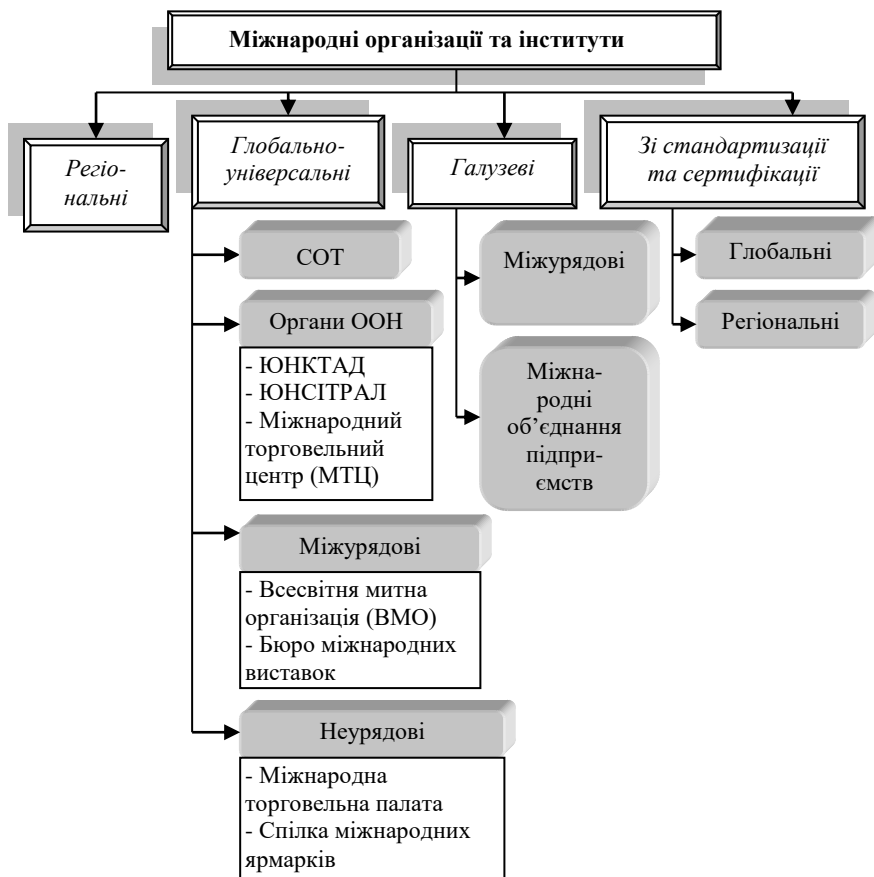 Міжнародні організації та інститути
Регіо-
нальні
Глобально-
універсальні
Галузеві
Зі стандартизації
та сертифікації
СОТ
Органи ООН
- ЮНКТАД
- ЮНСІТРАЛ
- Міжнародний
торговельний
центр (МТЦ)
Міжурядові
- Всесвітня митна
організація (ВМО)
- Бюро міжнародних
виставок
Неурядові
- Міжнародна
торговельна палата
- Спілка міжнародних
ярмарків
Міжурядові
Міжна-
родні
об’єднання
підпри-
ємств
Глобальні
Регіональні